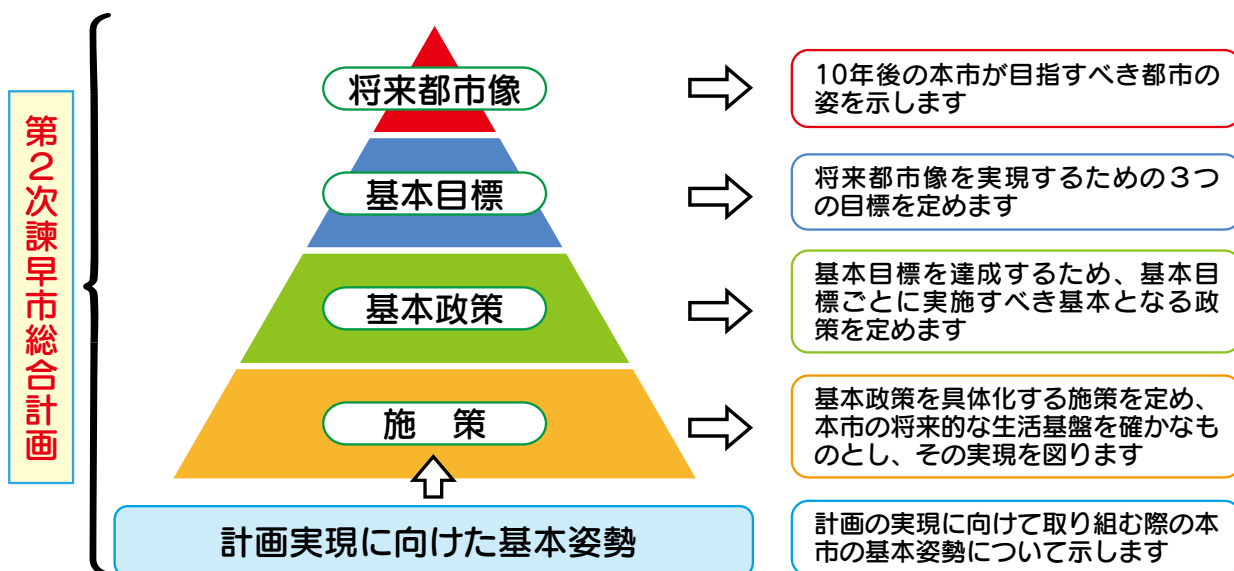 第2次諫早市総合計画
将来都市像
10年後の本市が目指すべき都市の
姿を示します
基本目標
将来都市像を実現するための３つ
の目標を定めます
基本政策
基本目標を達成するため、基本目
標ごとに実施すべき基本となる政
策を定めます
施　策
基本政策を具体化する施策を定め、
本市の将来的な生活基盤を確かなも
のとし、その実現を図ります
計画実現に向けた基本姿勢
計画の実現に向けて取り組む際の本
市の基本姿勢について示します